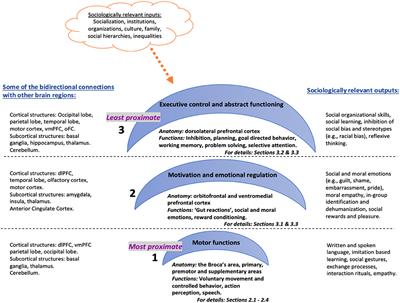 Sociologically relevant inputs:
Socialization, institutions,
organizations, culture, family,
social hierarchies, inequalities
Some of the bidirectional connections
with other brain regions:
Sociologically relevant outputs:
Cortical structures: Occipital lobe,
parietal lobe, temporal lobe,
motor cortex, vmPFC, oFC.
Subcortical structures: basal
ganglia, hippocampus, thalamus.
Cerebellum.
Least proximate
3
Executive control and abstract functioning
Anatomy: dorsolateral prefrontal cortex
Functions: Inhibition, planning, goal directed behavior,
working memory, problem solving, selective attention.
For details: Sections 3.2 & 3.3
Social organizational skills,
social learning, inhibition of
social bias and stereotypes
(e.g., racial bias), reflexive
thinking.
Cortical structures: dlPFC,
temporal lobe, olfactory cortex,
motor cortex.
Subcortical structures: amygdala,
insula, thalamus.
Anterior Cingulate Cortex.
2
Motivation and emotional regulation
Anatomy: orbitofrontal and ventromedial
prefrontal cortex
Functions: 'Gut reactions', social and moral
emotions, reward conditioning.
For details: Sections 3.1 & 3.3
Social and moral emotions
(e.g., guilt, shame,
embarrassment, pride),
moral empathy, in-group
identification and
dehumanization, social
rewards and pleasure.
Cortical structures: dlPFC, vmPFC
parietal lobe, occipital lobe.
Subcortical structures: basal
ganglia, thalamus.
Cerebellum.
Most proximate
1
Motor functions
Anatomy: the Broca's area, primary,
premotor and supplementary areas
Functions: Voluntary movement and
controlled behavior, action
perception, speech.
For details: Sections 2.1 - 2.4
Written and spoken
language, imitation based
learning, social gestures,
exchange processes,
interaction rituals, empathy.